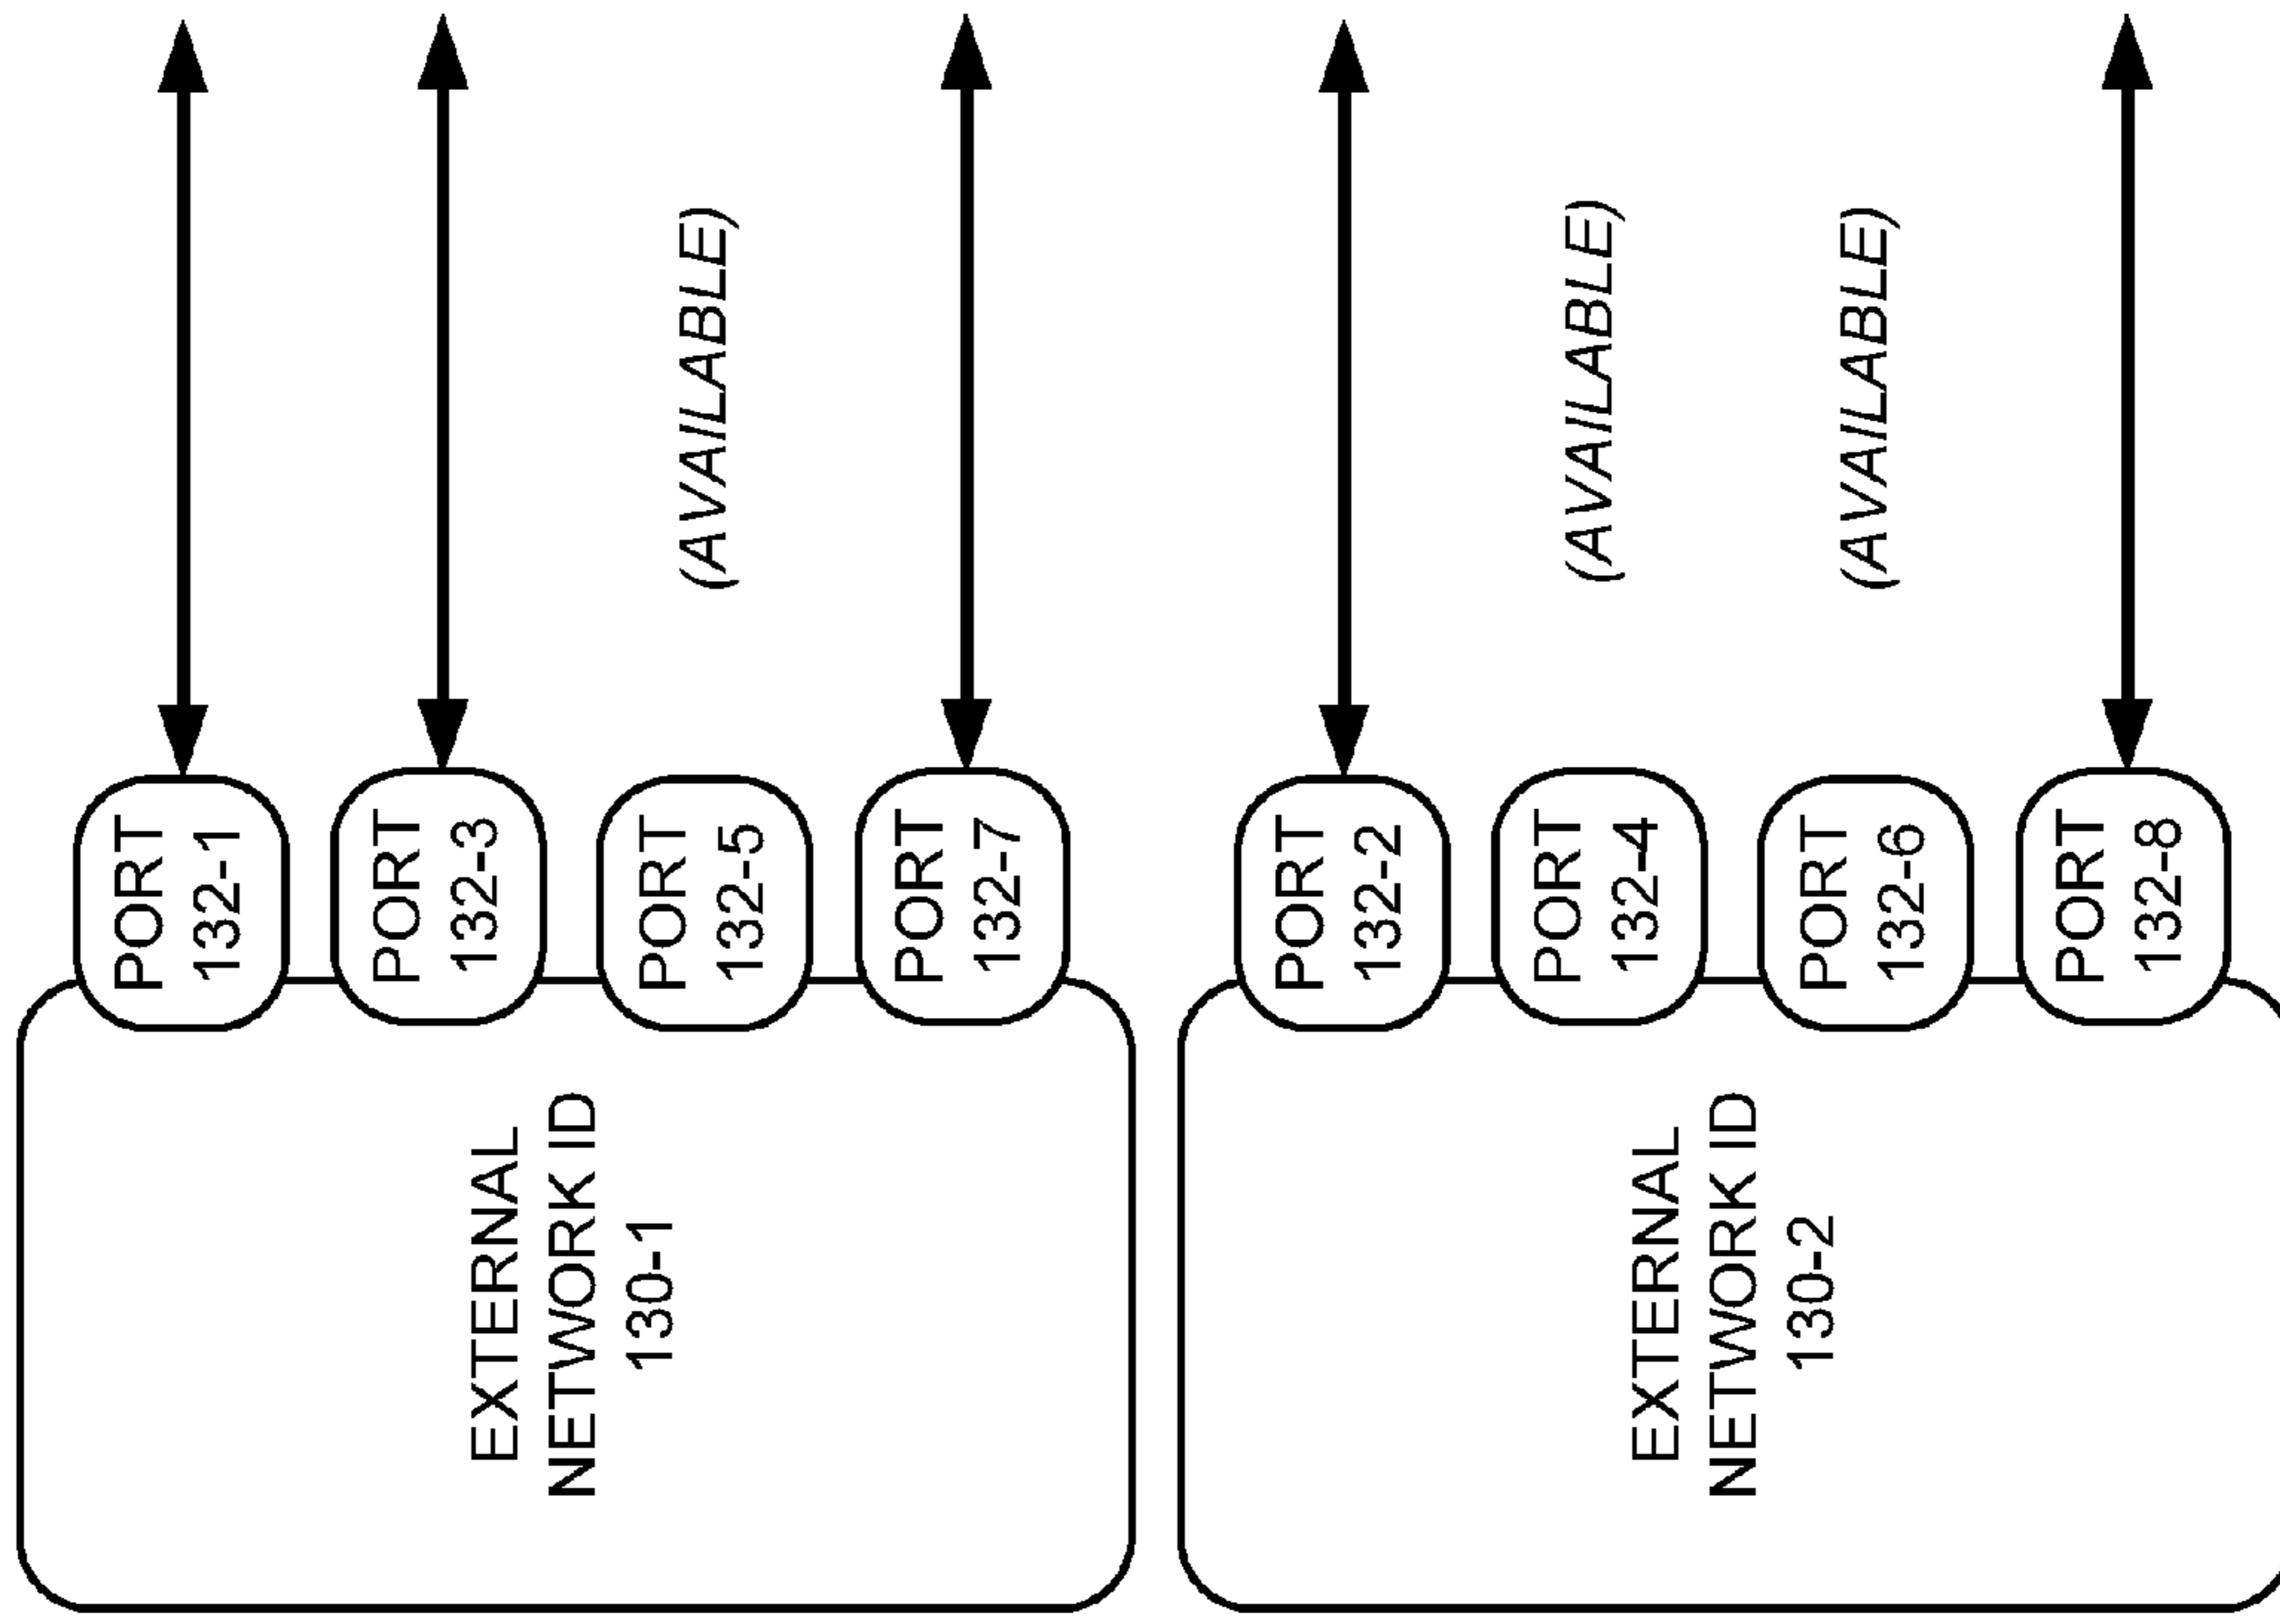 EXTERNAL
NETWORK ID
130-1
PORT
132-1
PORT
132-3
PORT
132-5
(AVAILABLE)
PORT
132-7
EXTERNAL
NETWORK ID
130-2
PORT
132-2
PORT
132-4
(AVAILABLE)
PORT
132-6
(AVAILABLE)
PORT
132-8